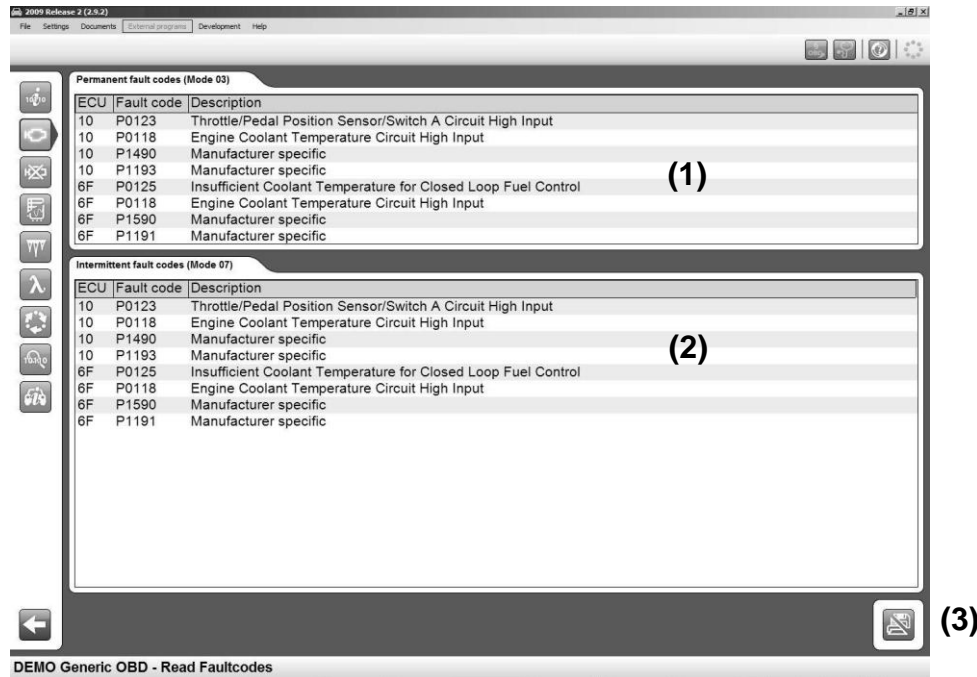 2009 Release 2 (2.9.2)
File Settings Documents External programs Development Help
Permanent fault codes (Mode 03)
ECU Fault code Description
10 P0123 Throttle/Pedal Position Sensor/Switch A Circuit High Input
10 P0118 Engine Coolant Temperature Circuit High Input
10 P1490 Manufacturer specific
10 P1193 Manufacturer specific
6F P0125 Insufficient Coolant Temperature for Closed Loop Fuel Control
6F P0118 Engine Coolant Temperature Circuit High Input
6F P1590 Manufacturer specific
6F P1191 Manufacturer specific
(1)
Intermittent fault codes (Mode 07)
ECU Fault code Description
10 P0123 Throttle/Pedal Position Sensor/Switch A Circuit High Input
10 P0118 Engine Coolant Temperature Circuit High Input
10 P1490 Manufacturer specific
10 P1193 Manufacturer specific
6F P0125 Insufficient Coolant Temperature for Closed Loop Fuel Control
6F P0118 Engine Coolant Temperature Circuit High Input
6F P1590 Manufacturer specific
6F P1191 Manufacturer specific
(2)
(3)
DEMO Generic OBD - Read Faultcodes